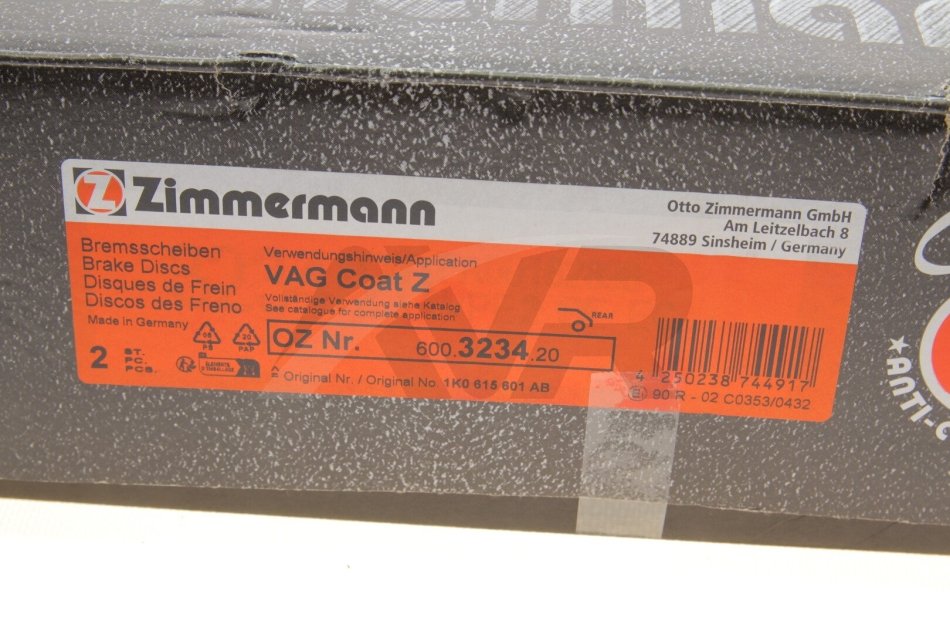 Zimmermann
Otto Zimmermann GmbH
Am Leitzelbach 8
74889 Sinsheim / Germany
Bremsscheiben
Brake Discs
Disques de Frein
Discos des Freno
Made in Germany
2 ST.
PC.
PCS.
Verwendungshinweis/Application
VAG Coat Z
Vollständige Verwendung siehe Katalog
See catalogue for complete application
REAR
OZ Nr. 600.3234.20
Original Nr. / Original No. 1K0 615 601 AB
20
PAP
4 250238 744917
90 R - 02 C0353/0432
ANTI-C